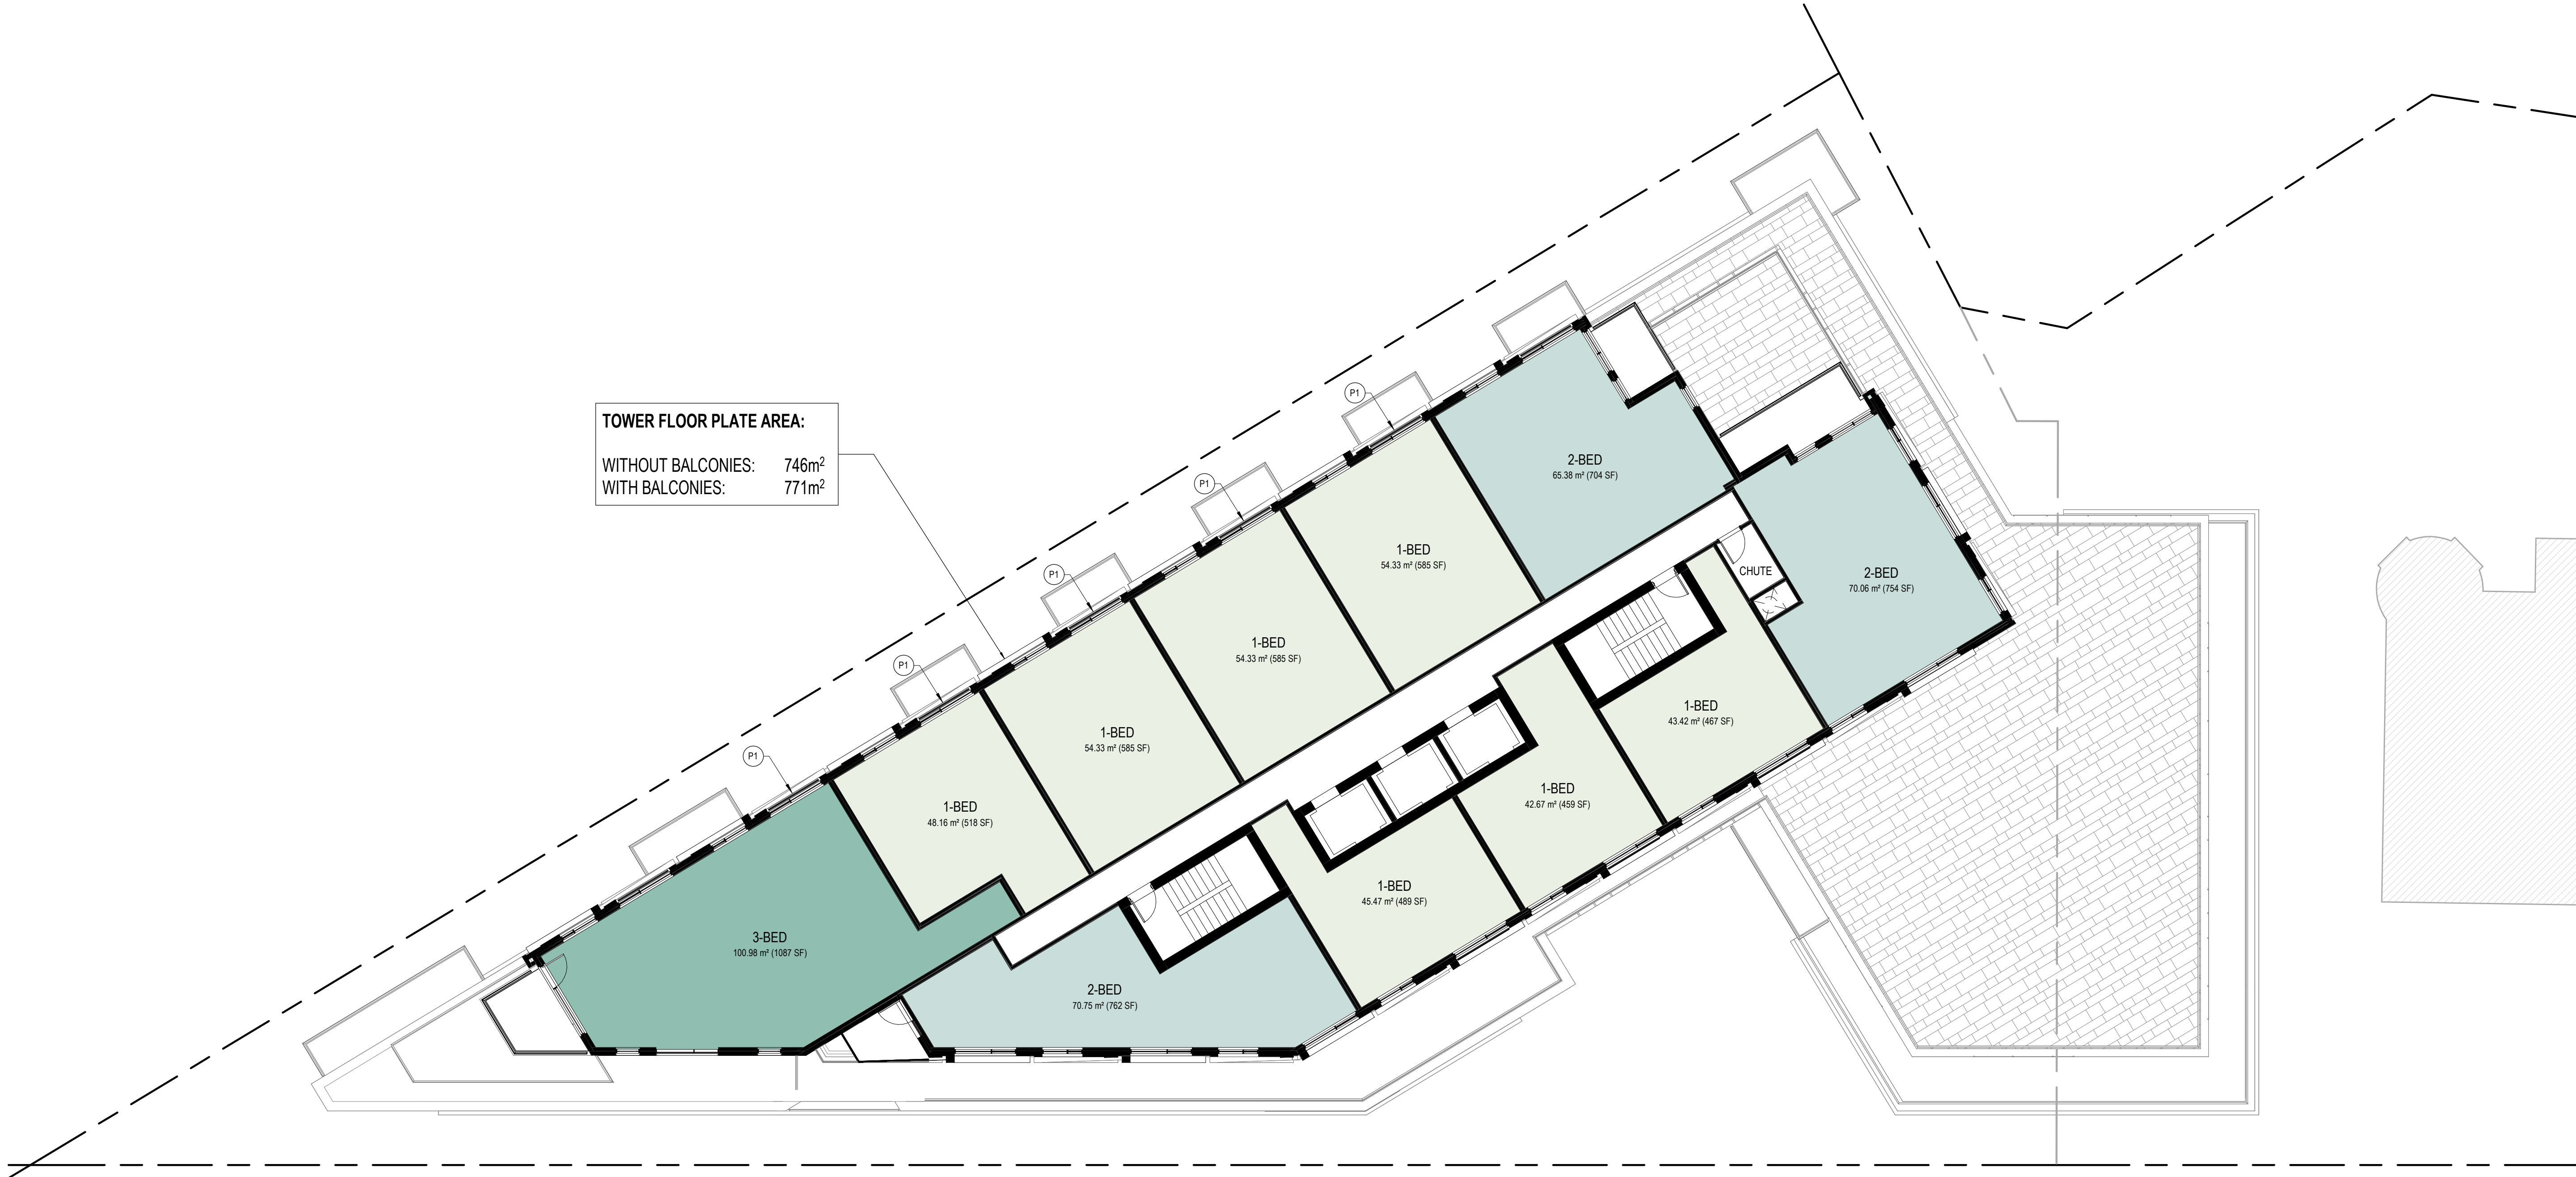 TOWER FLOOR PLATE AREA:
WITHOUT BALCONIES: 746m²
WITH BALCONIES: 771m²
P1
P1
P1
P1
P1
2-BED
65.38 m² (704 SF)
1-BED
54.33 m² (585 SF)
CHUTE
2-BED
70.06 m² (754 SF)
1-BED
54.33 m² (585 SF)
1-BED
43.42 m² (467 SF)
1-BED
54.33 m² (585 SF)
1-BED
42.67 m² (459 SF)
1-BED
48.16 m² (518 SF)
1-BED
45.47 m² (489 SF)
3-BED
100.98 m² (1087 SF)
2-BED
70.75 m² (762 SF)